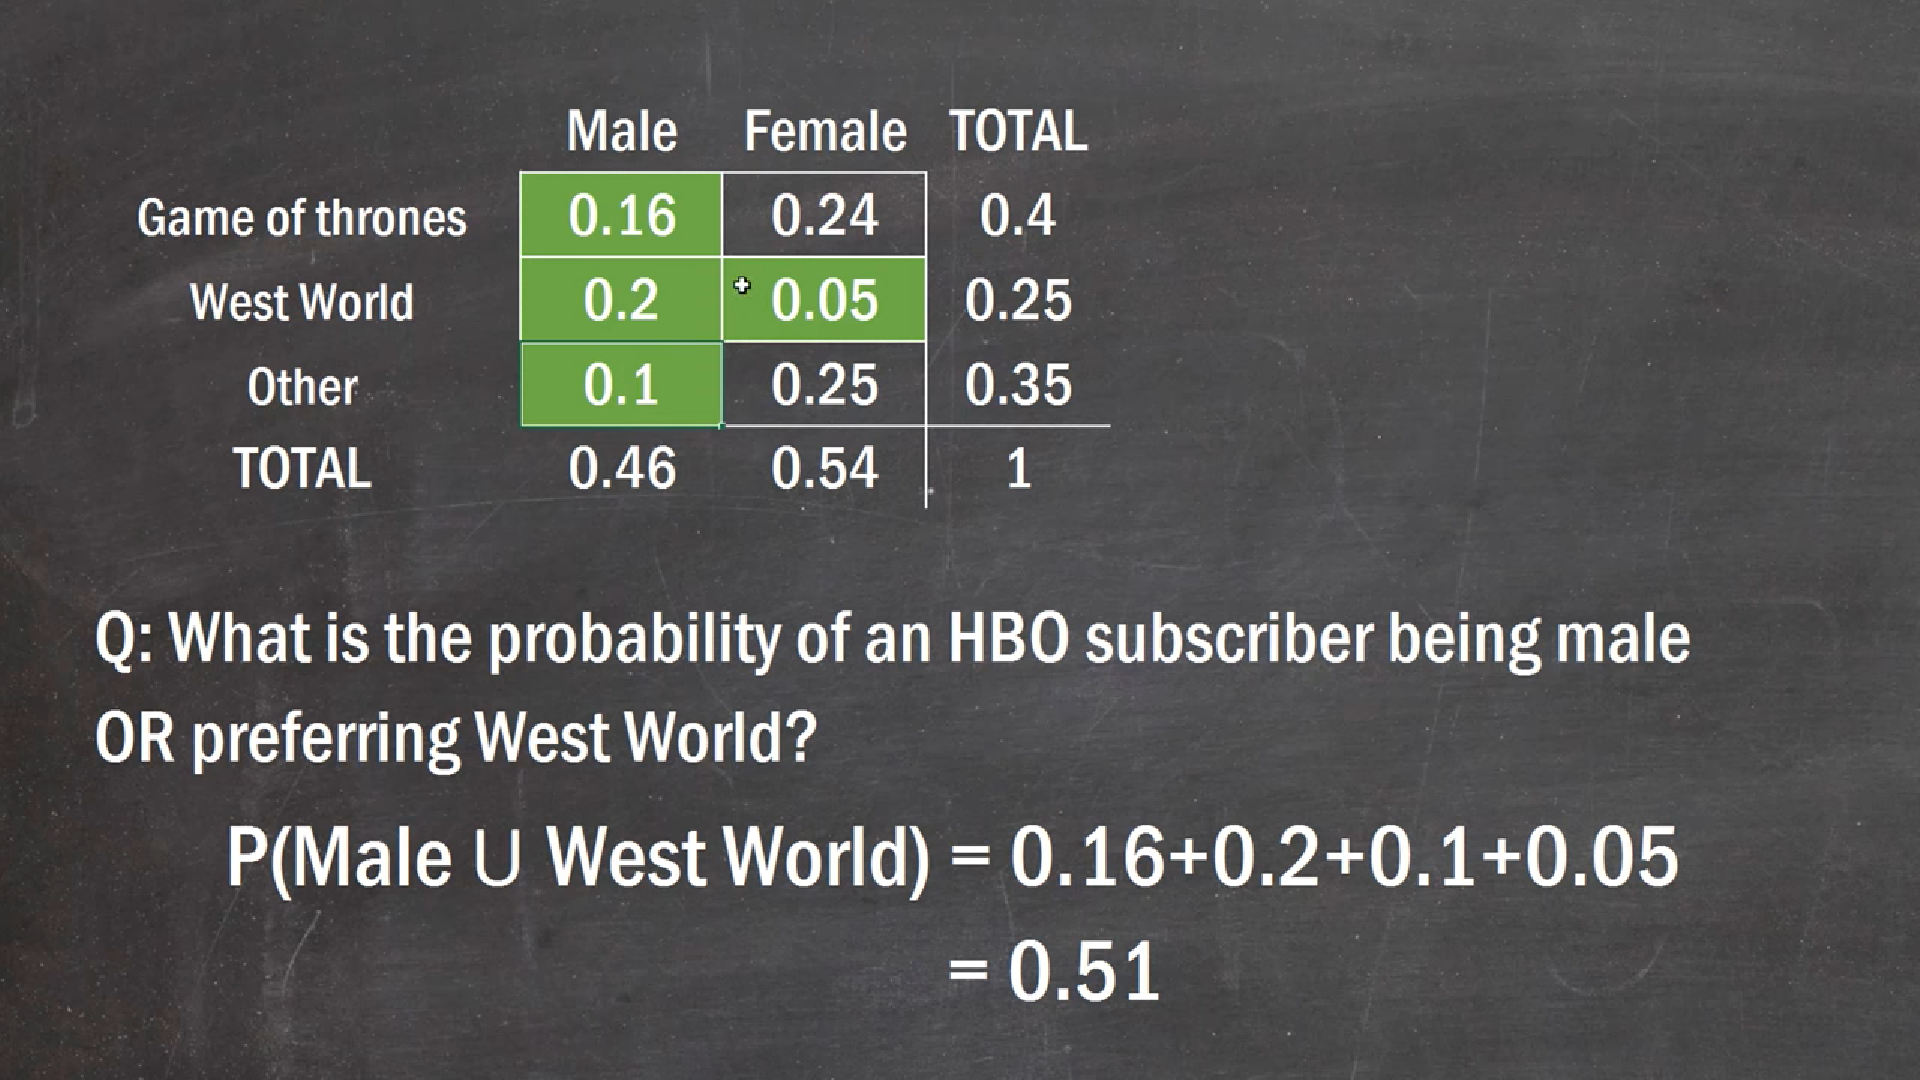 Male Female TOTAL
Game of thrones 0.16 0.24 0.4
West World 0.2 0.05 0.25
Other 0.1 0.25 0.35
TOTAL 0.46 0.54 1
Q: What is the probability of an HBO subscriber being male
OR preferring West World?
P(Male ∪ West World) = 0.16+0.2+0.1+0.05
= 0.51